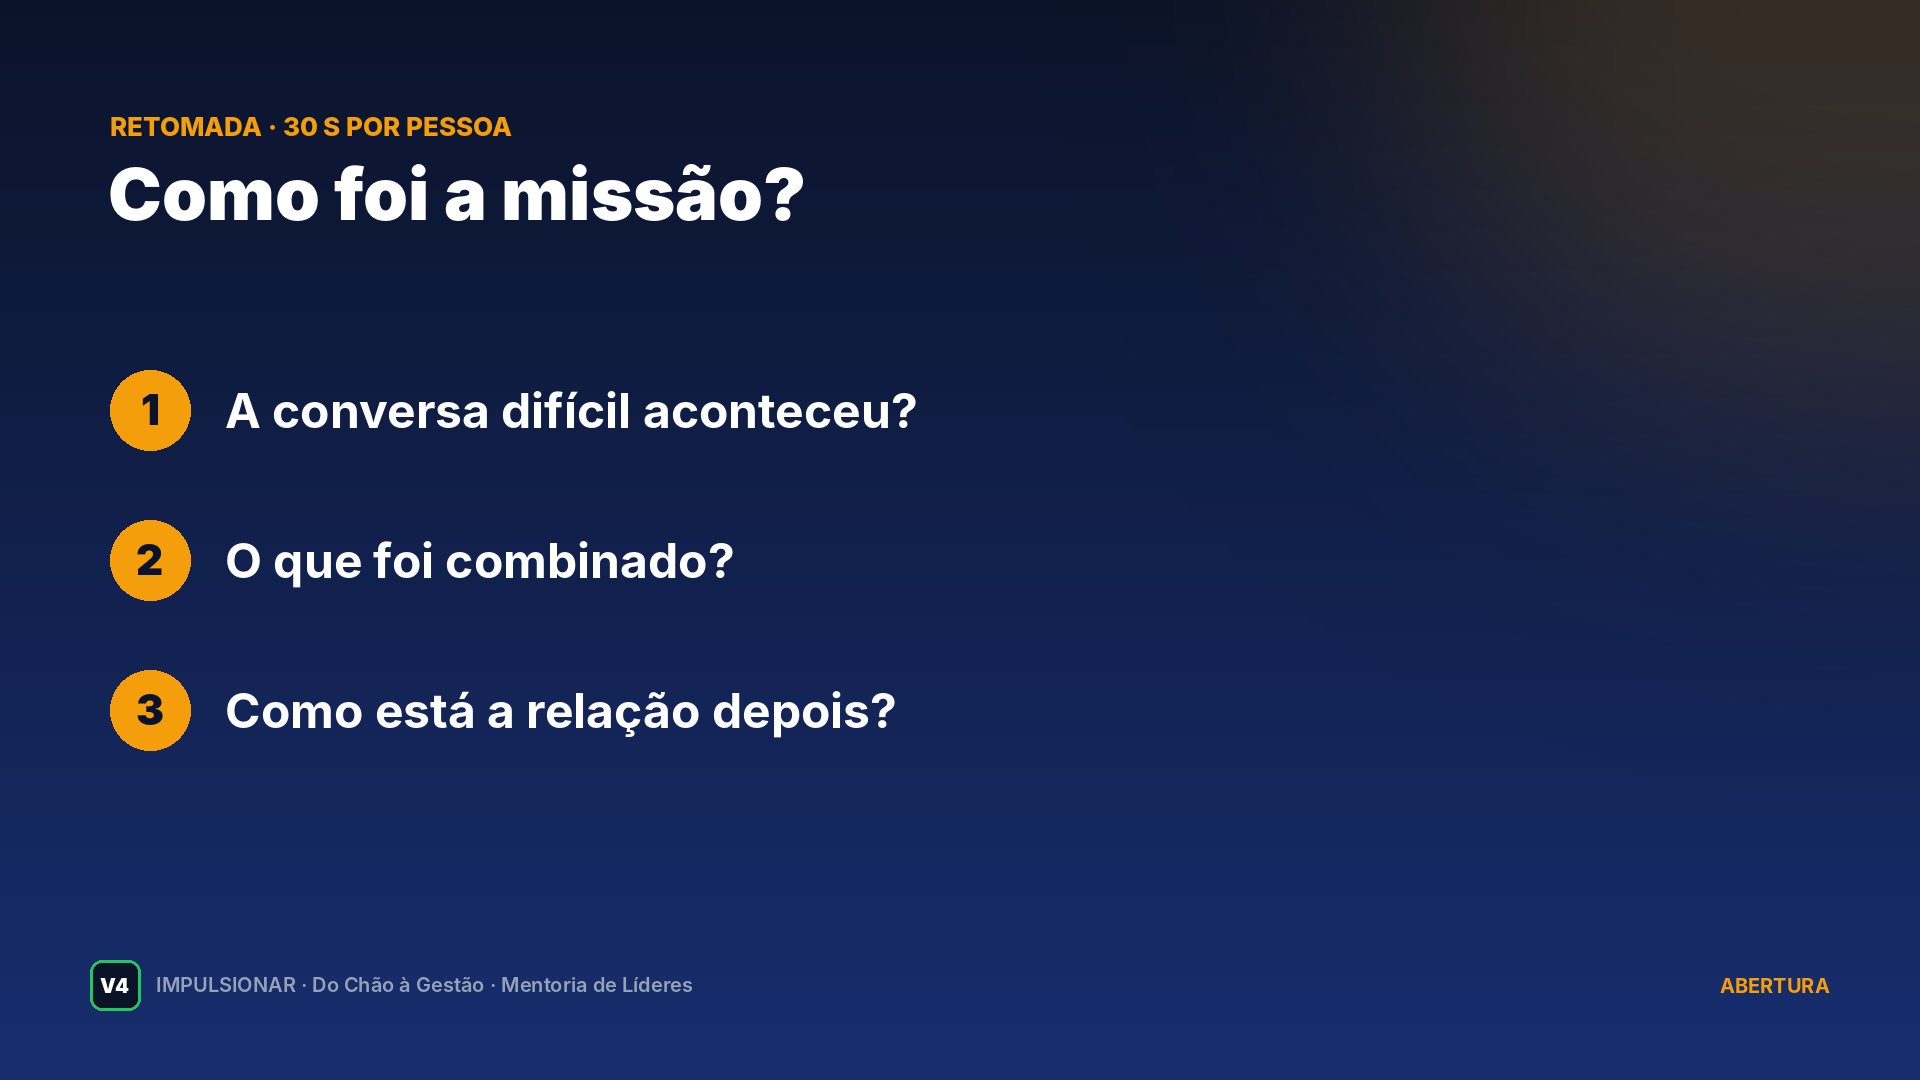 RETOMADA · 30 S POR PESSOA
Como foi a missão?
1 A conversa difícil aconteceu?
2 O que foi combinado?
3 Como está a relação depois?
V4 IMPULSIONAR · Do Chão à Gestão · Mentoria de Líderes
ABERTURA